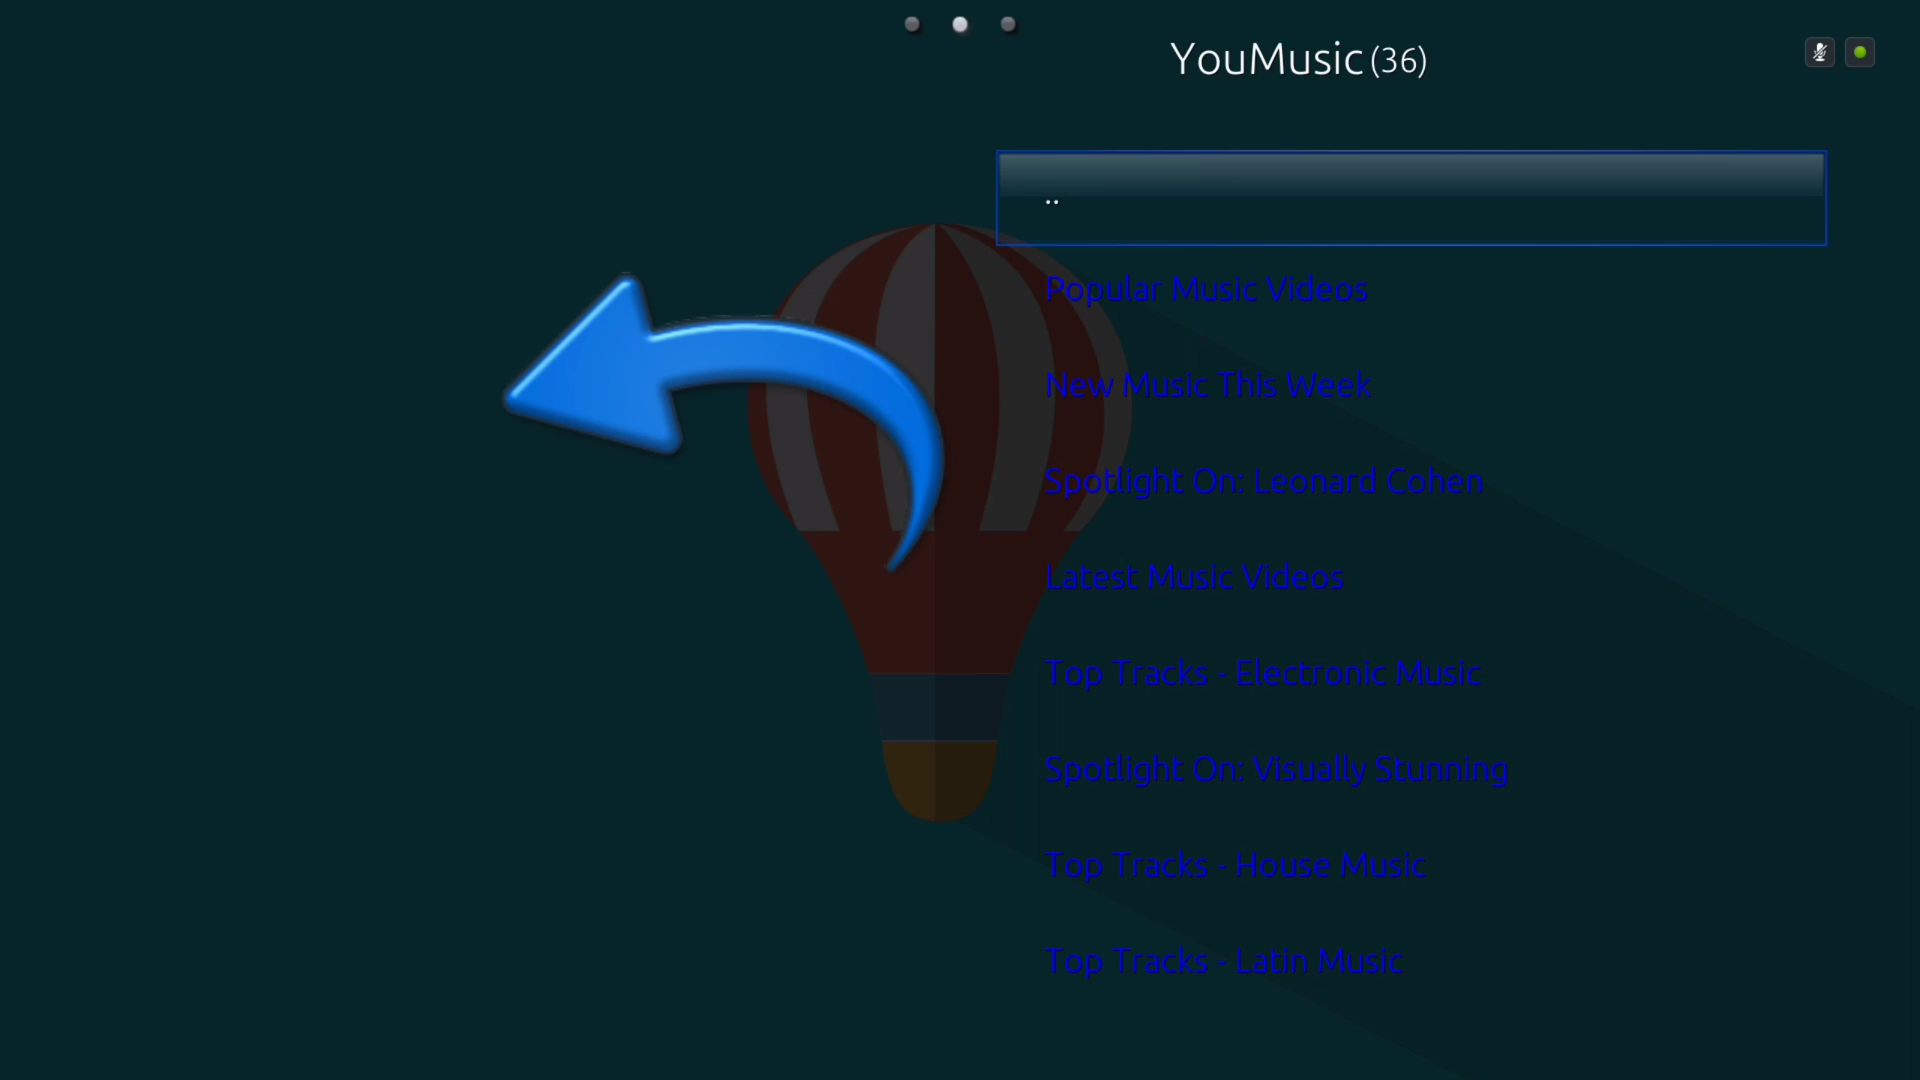 YouMusic (36)
..
Popular Music Videos
New Music This Week
Spotlight On: Leonard Cohen
Latest Music Videos
Top Tracks - Electronic Music
Spotlight On: Visually Stunning
Top Tracks - House Music
Top Tracks - Latin Music